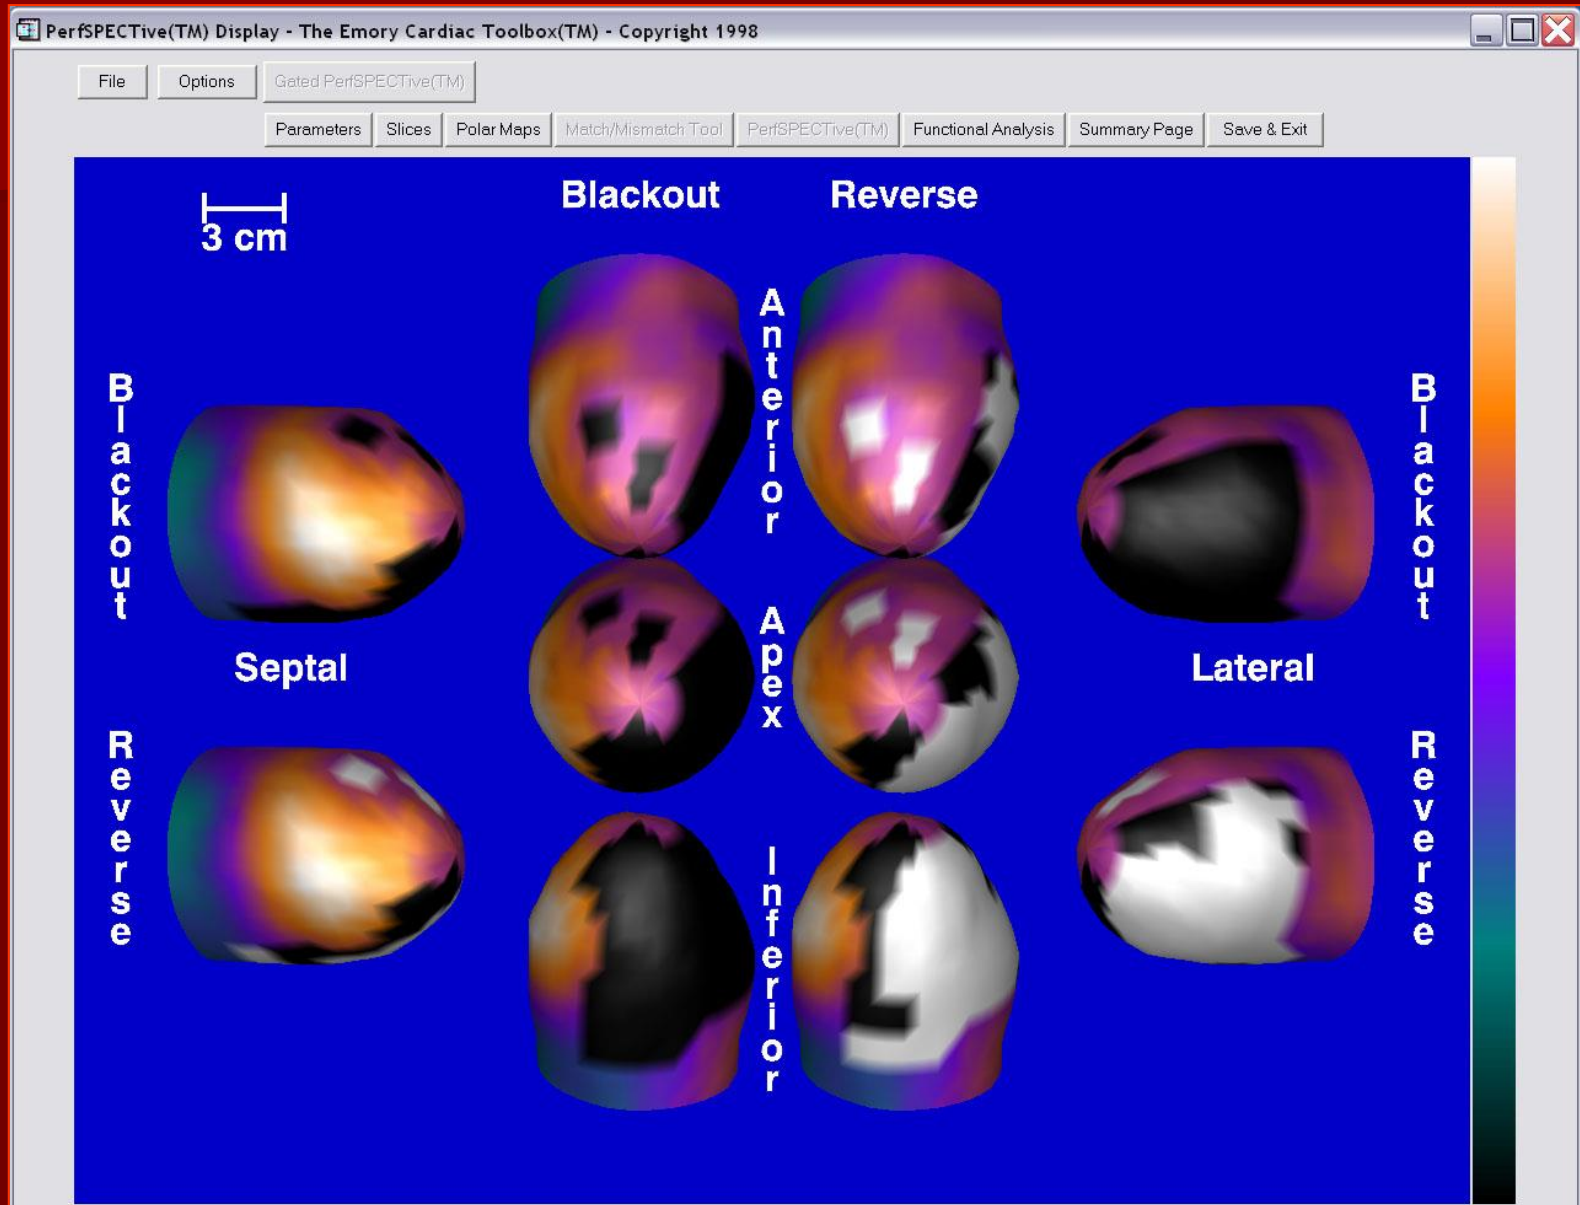 PerfSPECTive(TM) Display - The Emory Cardiac Toolbox(TM) - Copyright 1998
File Options Gated PerfSPECTive(TM)
Parameters Slices Polar Maps Match/Mismatch Tool PerfSPECTive(TM) Functional Analysis Summary Page Save & Exit
Blackout Reverse
3 cm
Anterior
Blackout
Blackout
Apex
Septal
Lateral
Reverse
Reverse
Inferior